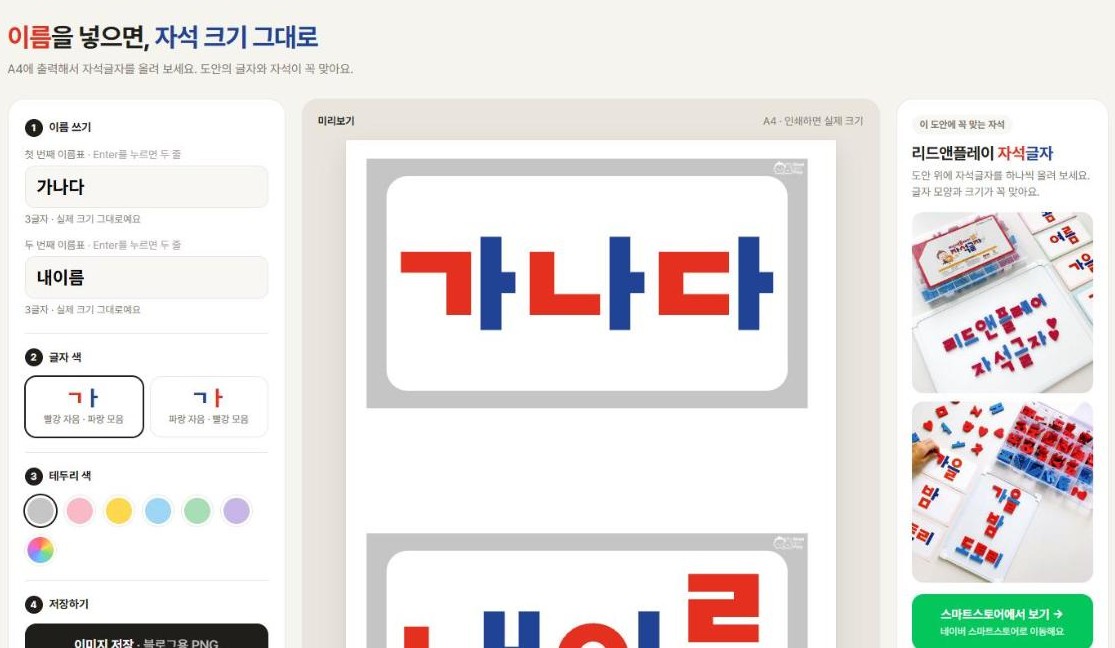 이름을 넣으면, 자석 크기 그대로
A4에 출력해서 자석글자를 올려 보세요. 도안의 글자와 자석이 꼭 맞아요.
1 이름 쓰기
첫 번째 이름표 · Enter를 누르면 두 줄
가나다
3글자 · 실제 크기 그대로예요
두 번째 이름표 · Enter를 누르면 두 줄
내이름
3글자 · 실제 크기 그대로예요
2 글자 색
가
빨강 자음 · 파랑 모음
가
파랑 자음 · 빨강 모음
3 테두리 색
4 저장하기
이미지 저장 · 블로그용 PNG
미리보기
A4 · 인쇄하면 실제 크기
가나다
내이름
이 도안에 꼭 맞는 자석
리드앤플레이 자석글자
도안 위에 자석글자를 하나씩 올려 보세요.
글자 모양과 크기가 꼭 맞아요.
여름
리드앤플레이
자석글자
가을
밤
가을
밤
도토리
스마트스토어에서 보기 →
네이버 스마트스토어로 이동해요